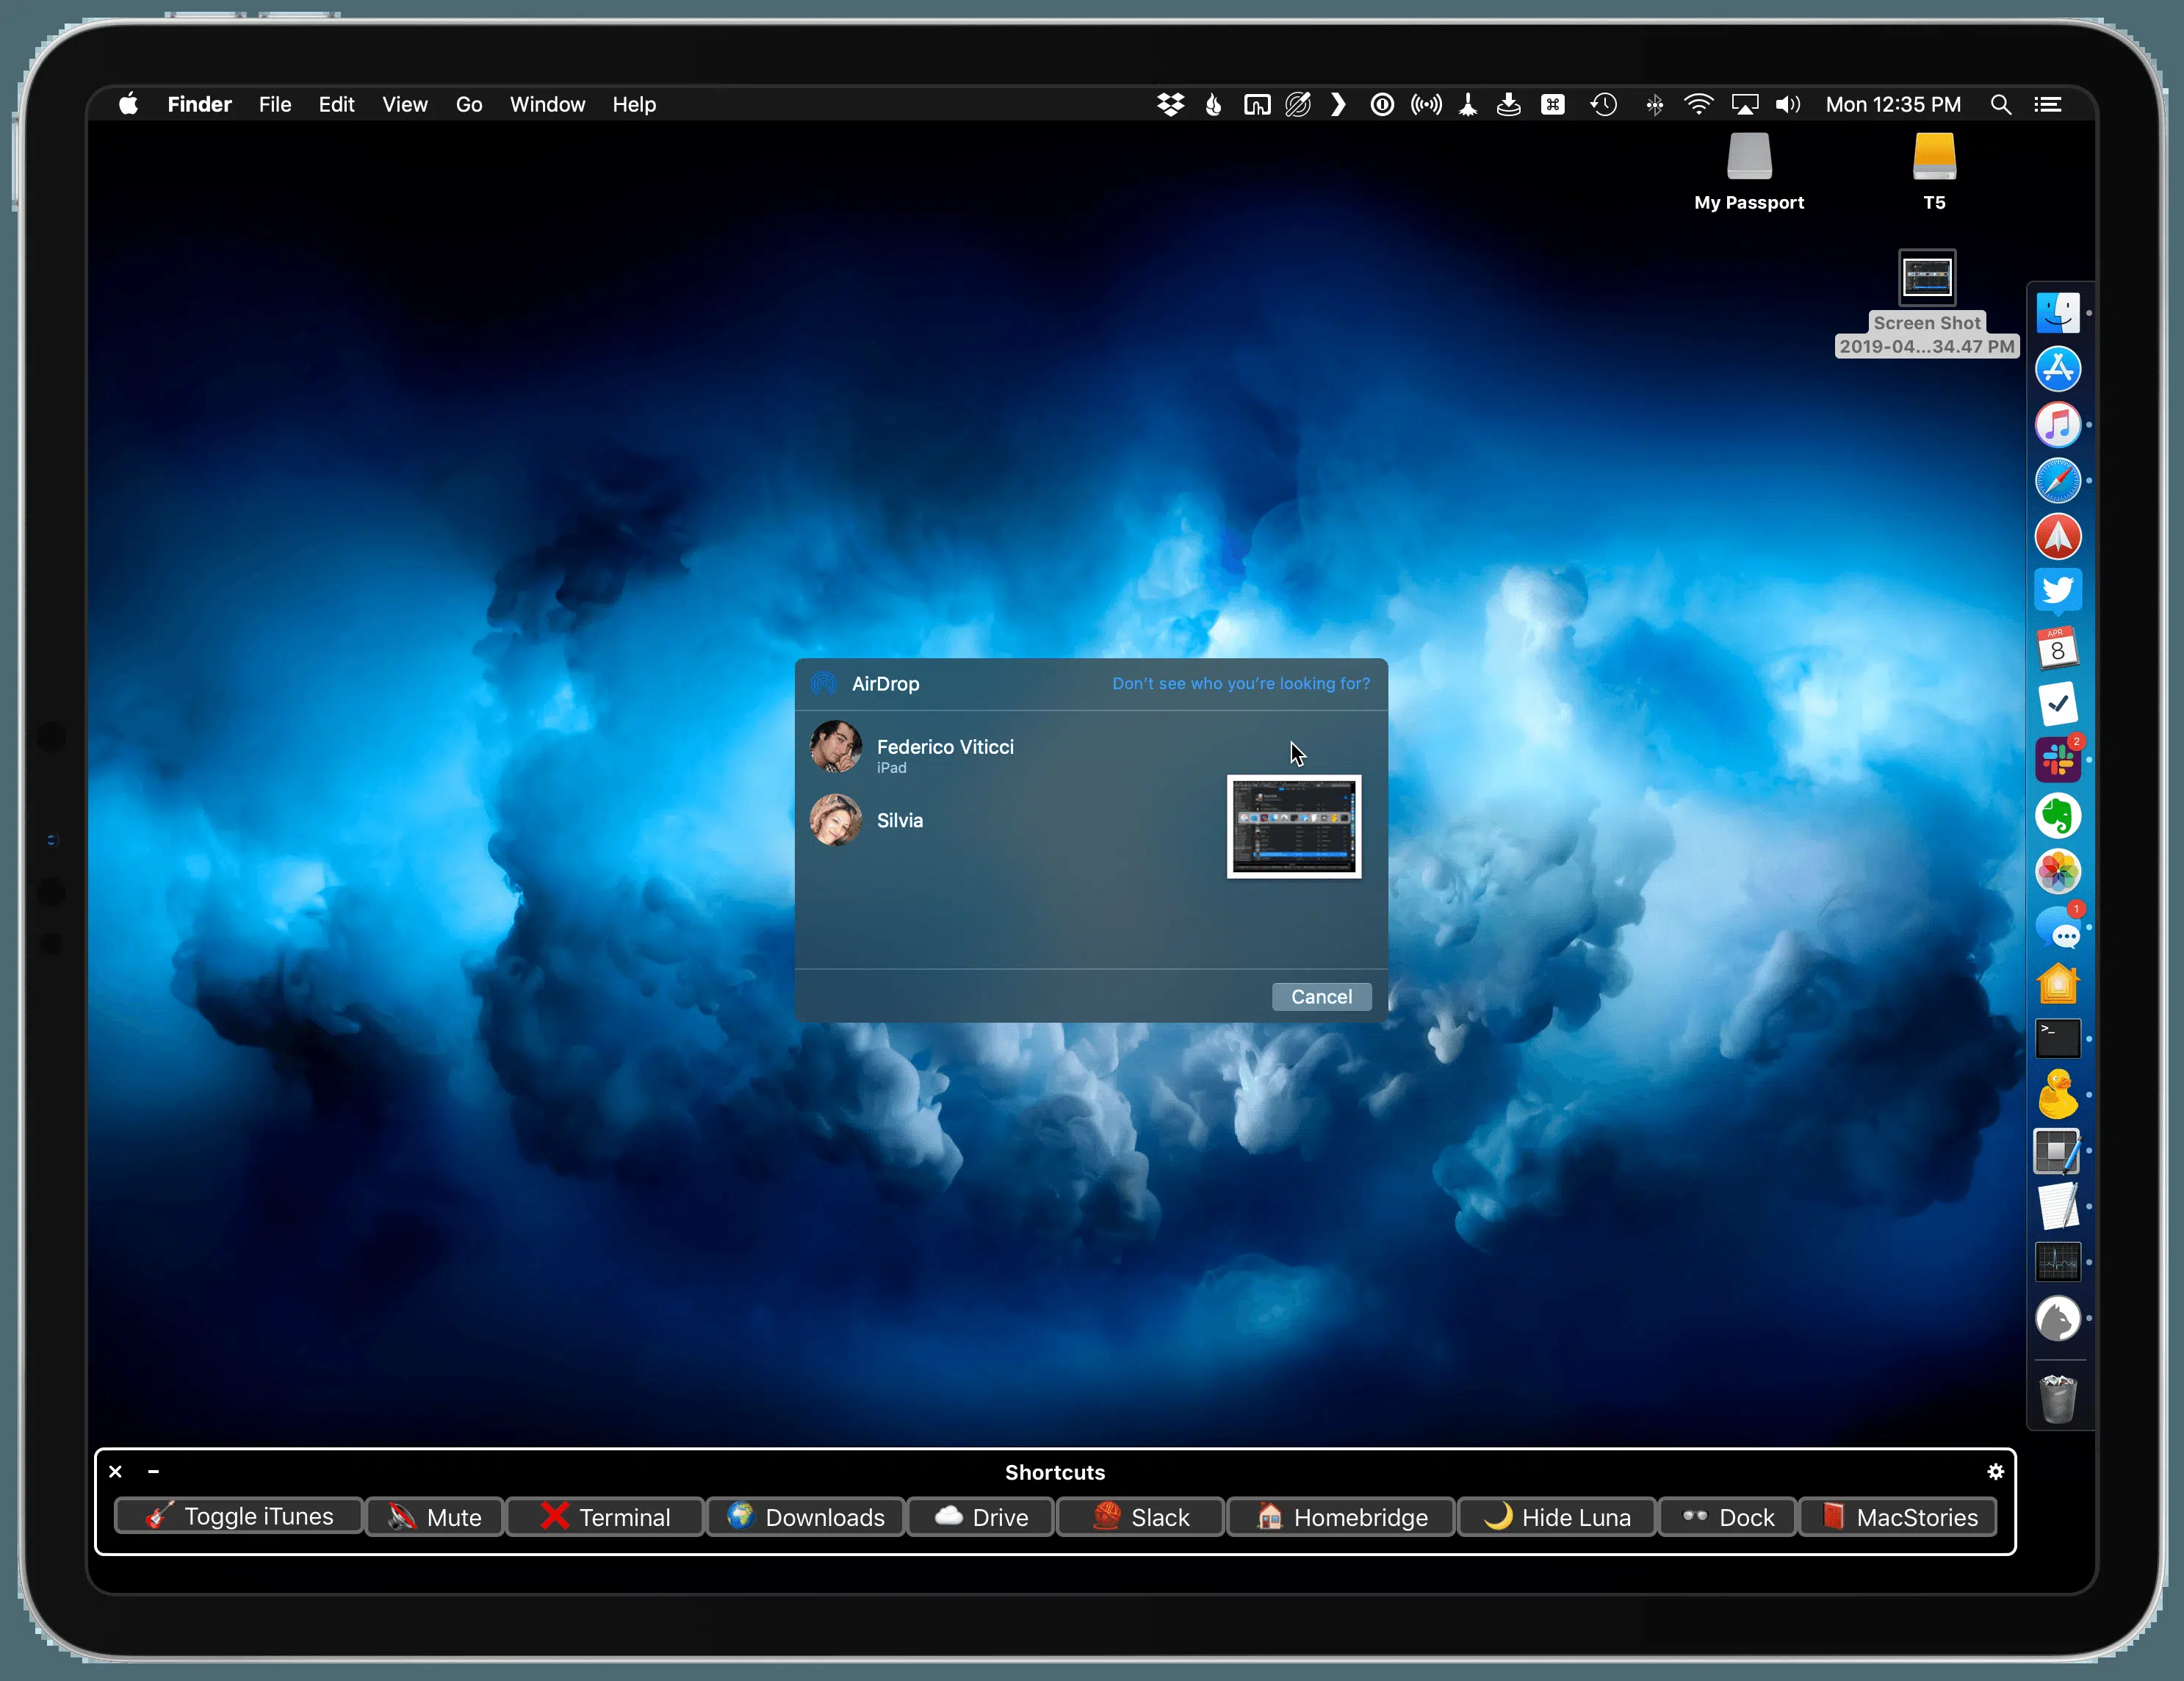 Finder File Edit View Go Window Help Mon 12:35 PM
My Passport
T5
Screen Shot
2019-04...34.47 PM
APR
8
2
1
>_
AirDrop Don't see who you're looking for?
Federico Viticci
iPad
Silvia
Cancel
Shortcuts
Toggle iTunes Mute Terminal Downloads Drive Slack Homebridge Hide Luna Dock MacStories